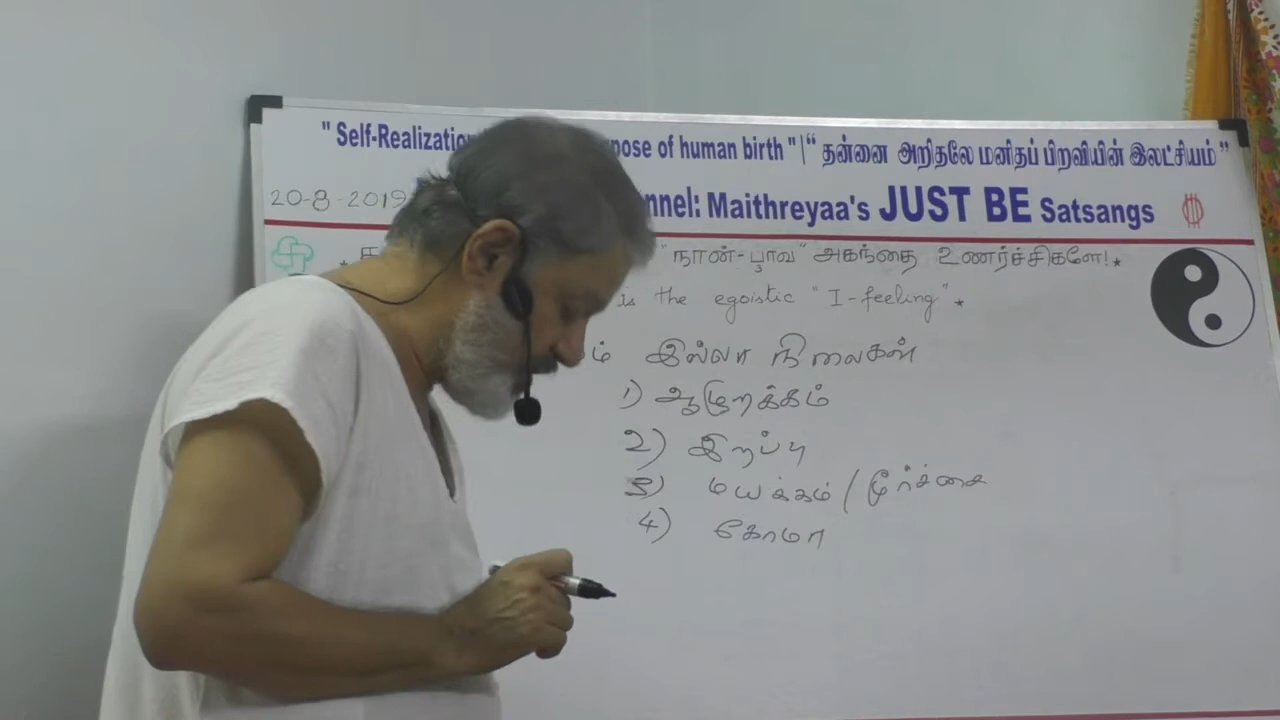 " Self-Realization pose of human birth " | “ தன்னை அறிதலே மனிதப் பிறவியின் இலட்சியம் ”
20-8-2019 nnel: Maithreyaa's JUST BE Satsangs
* "நான்-பாவ" அகந்தை உணர்ச்சிகளே! *
is the egoistic "I-feeling" *
ம் இல்லா நிலைகள்
1) ஆழுறக்கம்
2) இறப்பு
3) மயக்கம் / மூர்ச்சை
4) கோமா